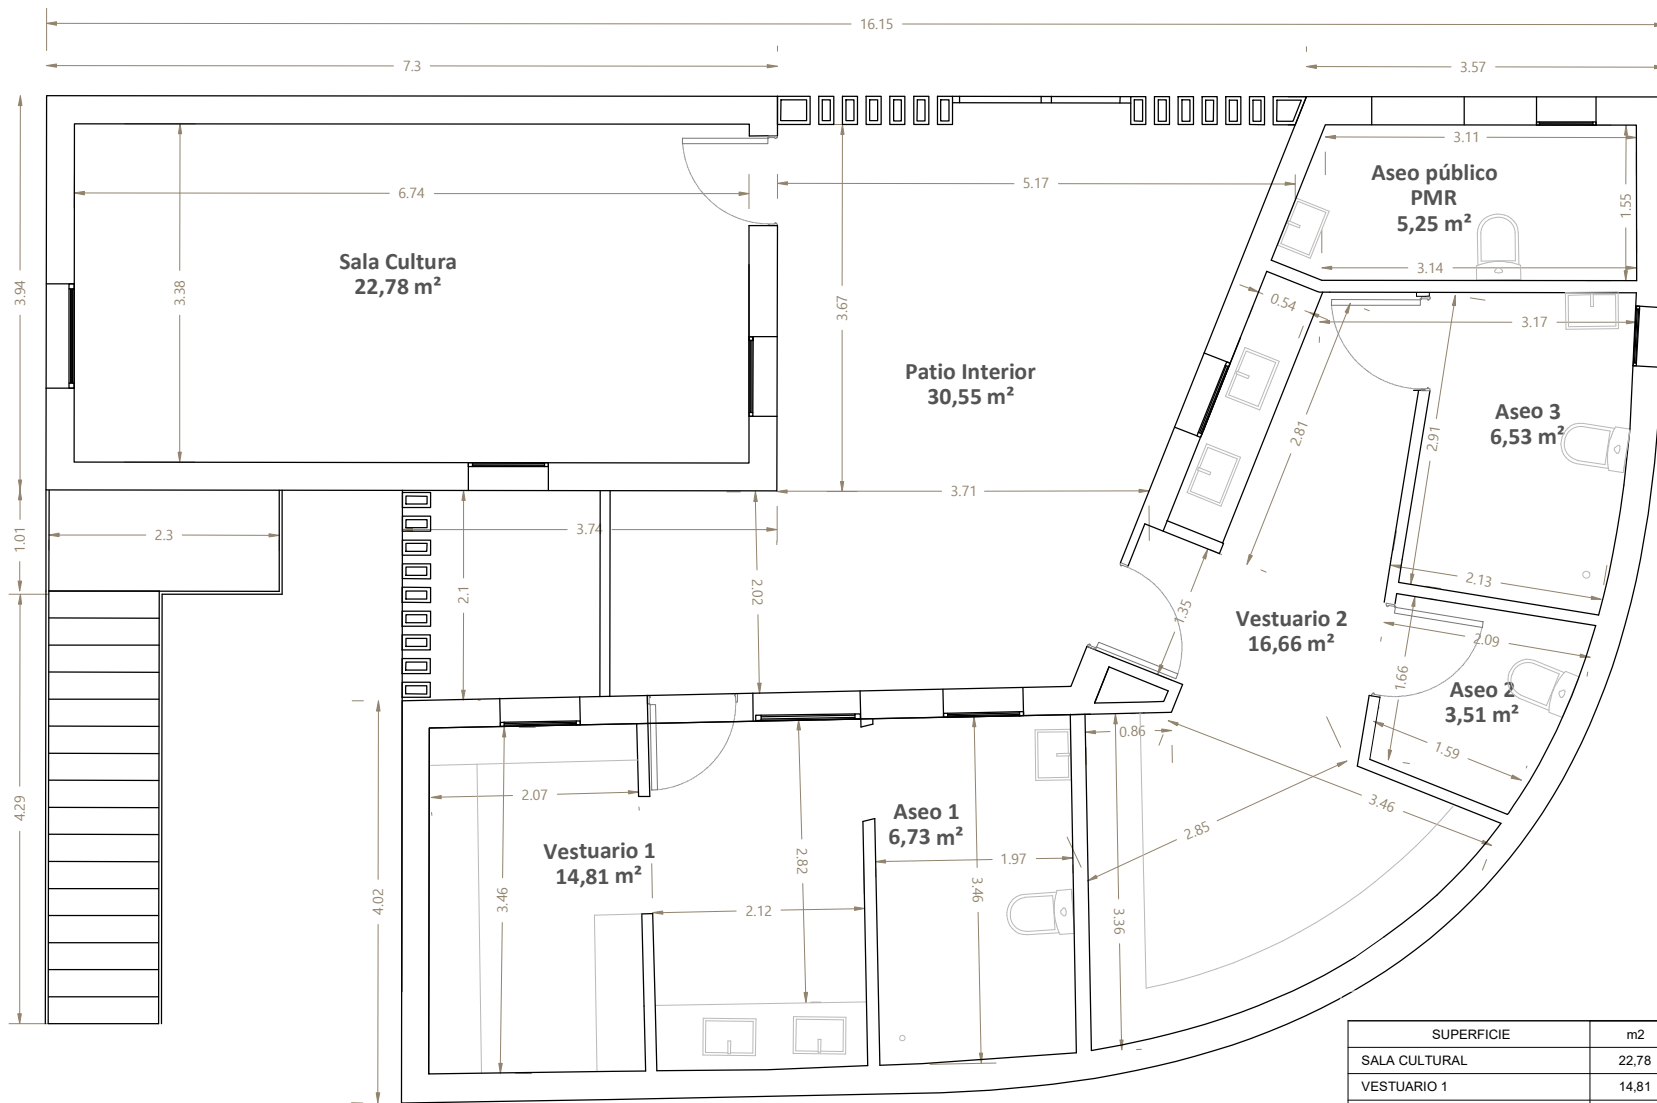 16.15
7.3
3.57
3.11
Aseo público
PMR
5,25 m²
1.55
5.17
6.74
Sala Cultura
22,78 m²
3.94
3.38
3.67
3.14
0.54
3.17
Patio Interior
30,55 m²
2.81
2.91
Aseo 3
6,53 m²
3.71
3.74
1.01
2.3
2.1
2.02
1.35
2.13
Vestuario 2
16,66 m²
2.09
1.66
Aseo 2
3,51 m²
0.86
1.59
2.07
3.46
2.85
4.29
Aseo 1
6,73 m²
Vestuario 1
14,81 m²
2.82
1.97
4.02
3.46
2.12
3.46
3.36
SUPERFICIE m2
SALA CULTURAL 22,78
VESTUARIO 1 14,81